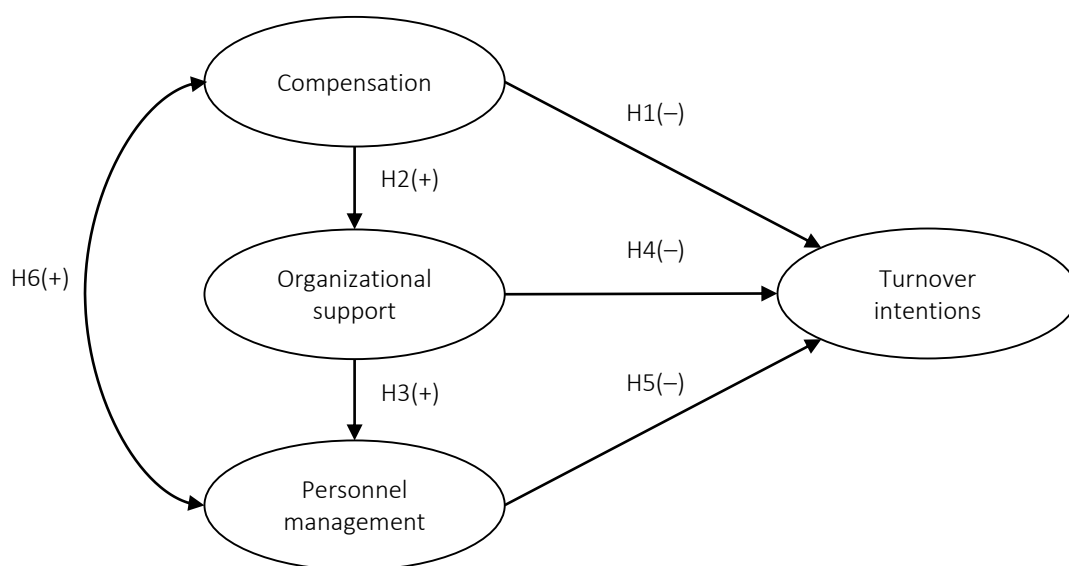 Compensation
H1(–)
H2(+)
H6(+)
Organizational
support
H4(–)
Turnover
intentions
H3(+)
H5(–)
Personnel
management